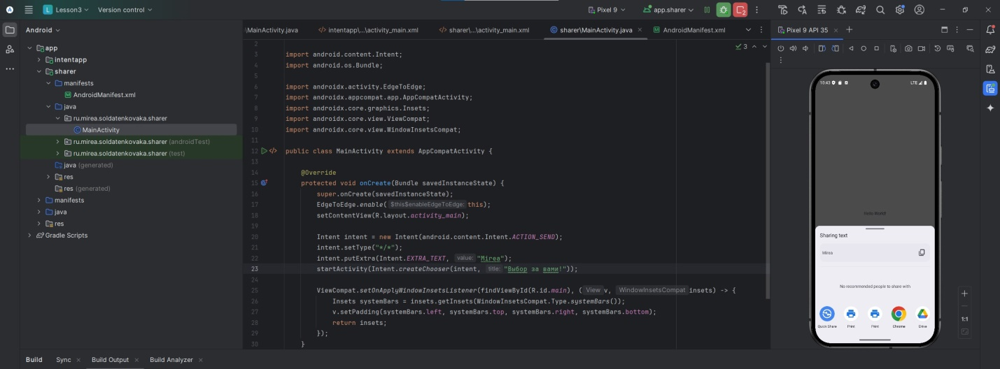 Lesson3
Version control
Pixel 9
app.sharer
2
Android
app
intentapp
sharer
manifests
AndroidManifest.xml
java
ru.mirea.soldatenkovaka.sharer
MainActivity
ru.mirea.soldatenkovaka.sharer (androidTest)
ru.mirea.soldatenkovaka.sharer (test)
java (generated)
res
res (generated)
manifests
java
res
Gradle Scripts
\MainActivity.java
intentapp\...\activity_main.xml
sharer\...\activity_main.xml
sharer\MainActivity.java
AndroidManifest.xml
3
2
3 import android.content.Intent;
4 import android.os.Bundle;
5
6 import androidx.activity.EdgeToEdge;
7 import androidx.appcompat.app.AppCompatActivity;
8 import androidx.core.graphics.Insets;
9 import androidx.core.view.ViewCompat;
10 import androidx.core.view.WindowInsetsCompat;
11
12 public class MainActivity extends AppCompatActivity {
13
14 @Override
15 protected void onCreate(Bundle savedInstanceState) {
16 super.onCreate(savedInstanceState);
17 EdgeToEdge.enable( $this$enableEdgeToEdge: this);
18 setContentView(R.layout.activity_main);
19
20 Intent intent = new Intent(android.content.Intent.ACTION_SEND);
21 intent.setType("*/*");
22 intent.putExtra(Intent.EXTRA_TEXT, value: "Mirea");
23 startActivity(Intent.createChooser(intent, title: "Выбор за вами!"));
24
25 ViewCompat.setOnApplyWindowInsetsListener(findViewById(R.id.main), ( View v, WindowInsetsCompat insets) -> {
26 Insets systemBars = insets.getInsets(WindowInsetsCompat.Type.systemBars());
27 v.setPadding(systemBars.left, systemBars.top, systemBars.right, systemBars.bottom);
28 return insets;
29 });
30 }
Pixel 9 API 35
10:43
LTE
Hello World!
Sharing text
Mirea
No recommended people to share with
Quick Share
Print
Print
Chrome
Drive
1:1
Build
Sync
Build Output
Build Analyzer